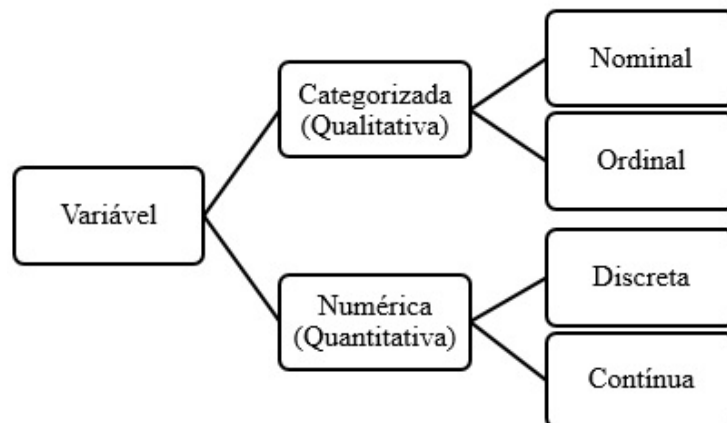 Variável
Categorizada
(Qualitativa)
Nominal
Ordinal
Numérica
(Quantitativa)
Discreta
Contínua